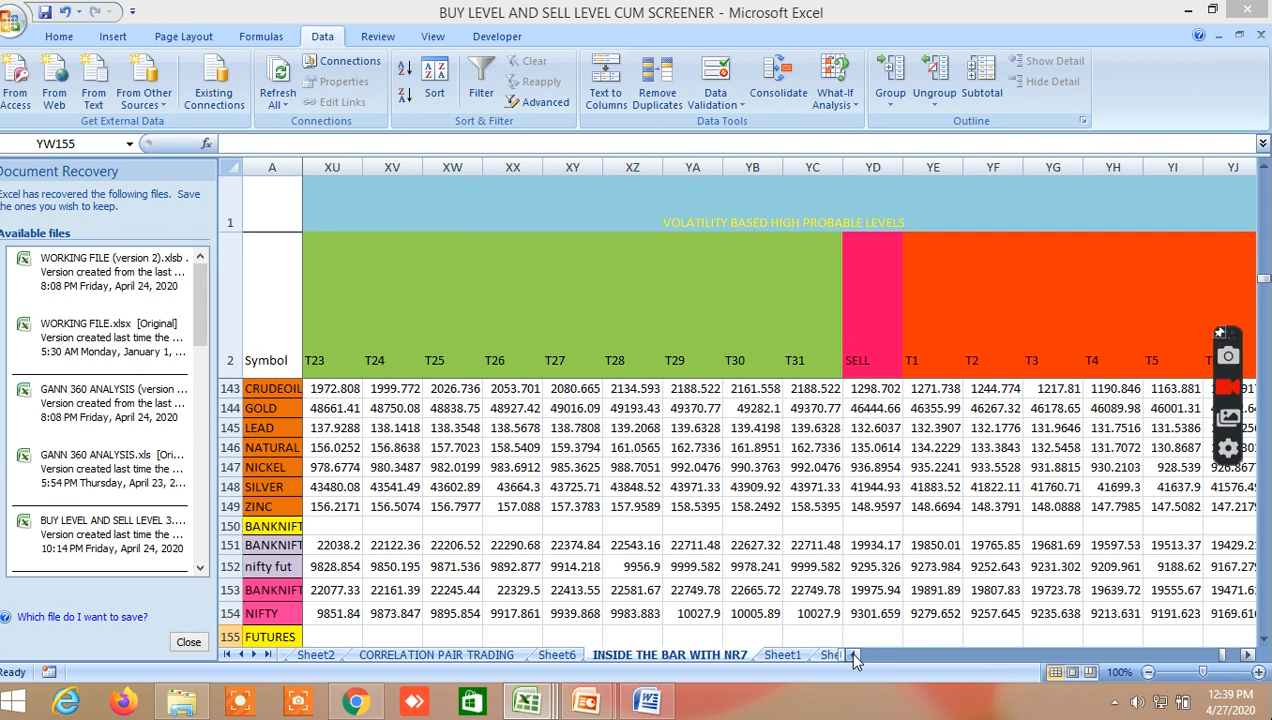 BUY LEVEL AND SELL LEVEL CUM SCREENER - Microsoft Excel
Home Insert Page Layout Formulas Data Review View Developer
From Access From Web From Text From Other Sources Existing Connections
Get External Data
Refresh All Connections Properties Edit Links
Connections
Sort Filter Clear Reapply Advanced
Sort & Filter
Text to Columns Remove Duplicates Data Validation Consolidate What-If Analysis
Data Tools
Group Ungroup Subtotal Show Detail Hide Detail
Outline
YW155 fx
Document Recovery
Excel has recovered the following files. Save
the ones you wish to keep.
Available files
WORKING FILE (version 2).xlsb
Version created from the last ...
8:08 PM Friday, April 24, 2020
WORKING FILE.xlsx [Original]
Version created last time the ...
5:30 AM Monday, January 1, ...
GANN 360 ANALYSIS (version
Version created from the last ...
8:08 PM Friday, April 24, 2020
GANN 360 ANALYSIS.xls [Ori...
Version created last time the ...
5:54 PM Thursday, April 23, 2...
BUY LEVEL AND SELL LEVEL 3....
Version created last time the ...
10:14 PM Friday, April 24, 2020
Which file do I want to save?
Close
A XU XV XW XX XY XZ YA YB YC YD YE YF YG YH YI YJ
1 VOLATILITY BASED HIGH PROBABLE LEVELS
2 Symbol T23 T24 T25 T26 T27 T28 T29 T30 T31 SELL T1 T2 T3 T4 T5
143 CRUDEOIL 1972.808 1999.772 2026.736 2053.701 2080.665 2134.593 2188.522 2161.558 2188.522 1298.702 1271.738 1244.774 1217.81 1190.846 1163.881
144 GOLD 48661.41 48750.08 48838.75 48927.42 49016.09 49193.43 49370.77 49282.1 49370.77 46444.66 46355.99 46267.32 46178.65 46089.98 46001.31
145 LEAD 137.9288 138.1418 138.3548 138.5678 138.7808 139.2068 139.6328 139.4198 139.6328 132.6037 132.3907 132.1776 131.9646 131.7516 131.5386
146 NATURAL 156.0252 156.8638 157.7023 158.5409 159.3794 161.0565 162.7336 161.8951 162.7336 135.0614 134.2229 133.3843 132.5458 131.7072 130.8687
147 NICKEL 978.6774 980.3487 982.0199 983.6912 985.3625 988.7051 992.0476 990.3763 992.0476 936.8954 935.2241 933.5528 931.8815 930.2103 928.539
148 SILVER 43480.08 43541.49 43602.89 43664.3 43725.71 43848.52 43971.33 43909.92 43971.33 41944.93 41883.52 41822.11 41760.71 41699.3 41637.9 41576.49
149 ZINC 156.2171 156.5074 156.7977 157.088 157.3783 157.9589 158.5395 158.2492 158.5395 148.9597 148.6694 148.3791 148.0888 147.7985 147.5082 147.2179
150 BANKNIFT
151 BANKNIFT 22038.2 22122.36 22206.52 22290.68 22374.84 22543.16 22711.48 22627.32 22711.48 19934.17 19850.01 19765.85 19681.69 19597.53 19513.37 19429.2
152 nifty fut 9828.854 9850.195 9871.536 9892.877 9914.218 9956.9 9999.582 9978.241 9999.582 9295.326 9273.984 9252.643 9231.302 9209.961 9188.62 9167.27
153 BANKNIFT 22077.33 22161.39 22245.44 22329.5 22413.55 22581.67 22749.78 22665.72 22749.78 19975.94 19891.89 19807.83 19723.78 19639.72 19555.67 19471.6
154 NIFTY 9851.84 9873.847 9895.854 9917.861 9939.868 9983.883 10027.9 10005.89 10027.9 9301.659 9279.652 9257.645 9235.638 9213.631 9191.623 9169.61
155 FUTURES
Sheet2 CORRELATION PAIR TRADING Sheet6 INSIDE THE BAR WITH NR7 Sheet1 She
Ready 100%
12:39 PM
4/27/2020